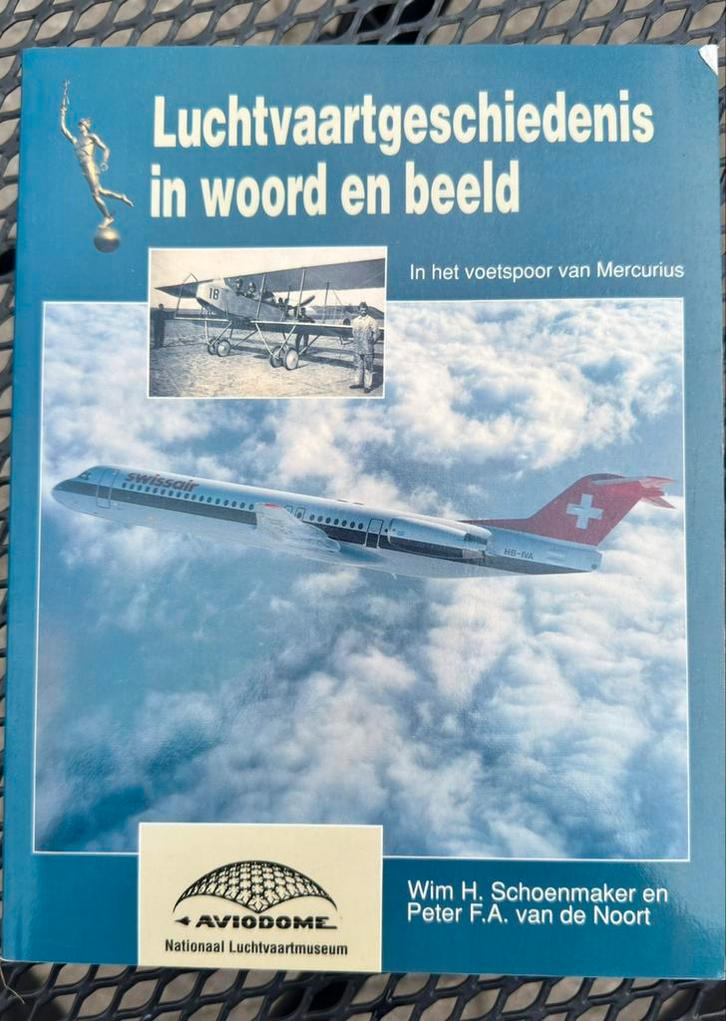 Luchtvaartgeschiedenis
in woord en beeld
In het voetspoor van Mercurius
18
swissair
HB-IVA
AVIODOME
Nationaal Luchtvaartmuseum
Wim H. Schoenmaker en
Peter F.A. van de Noort